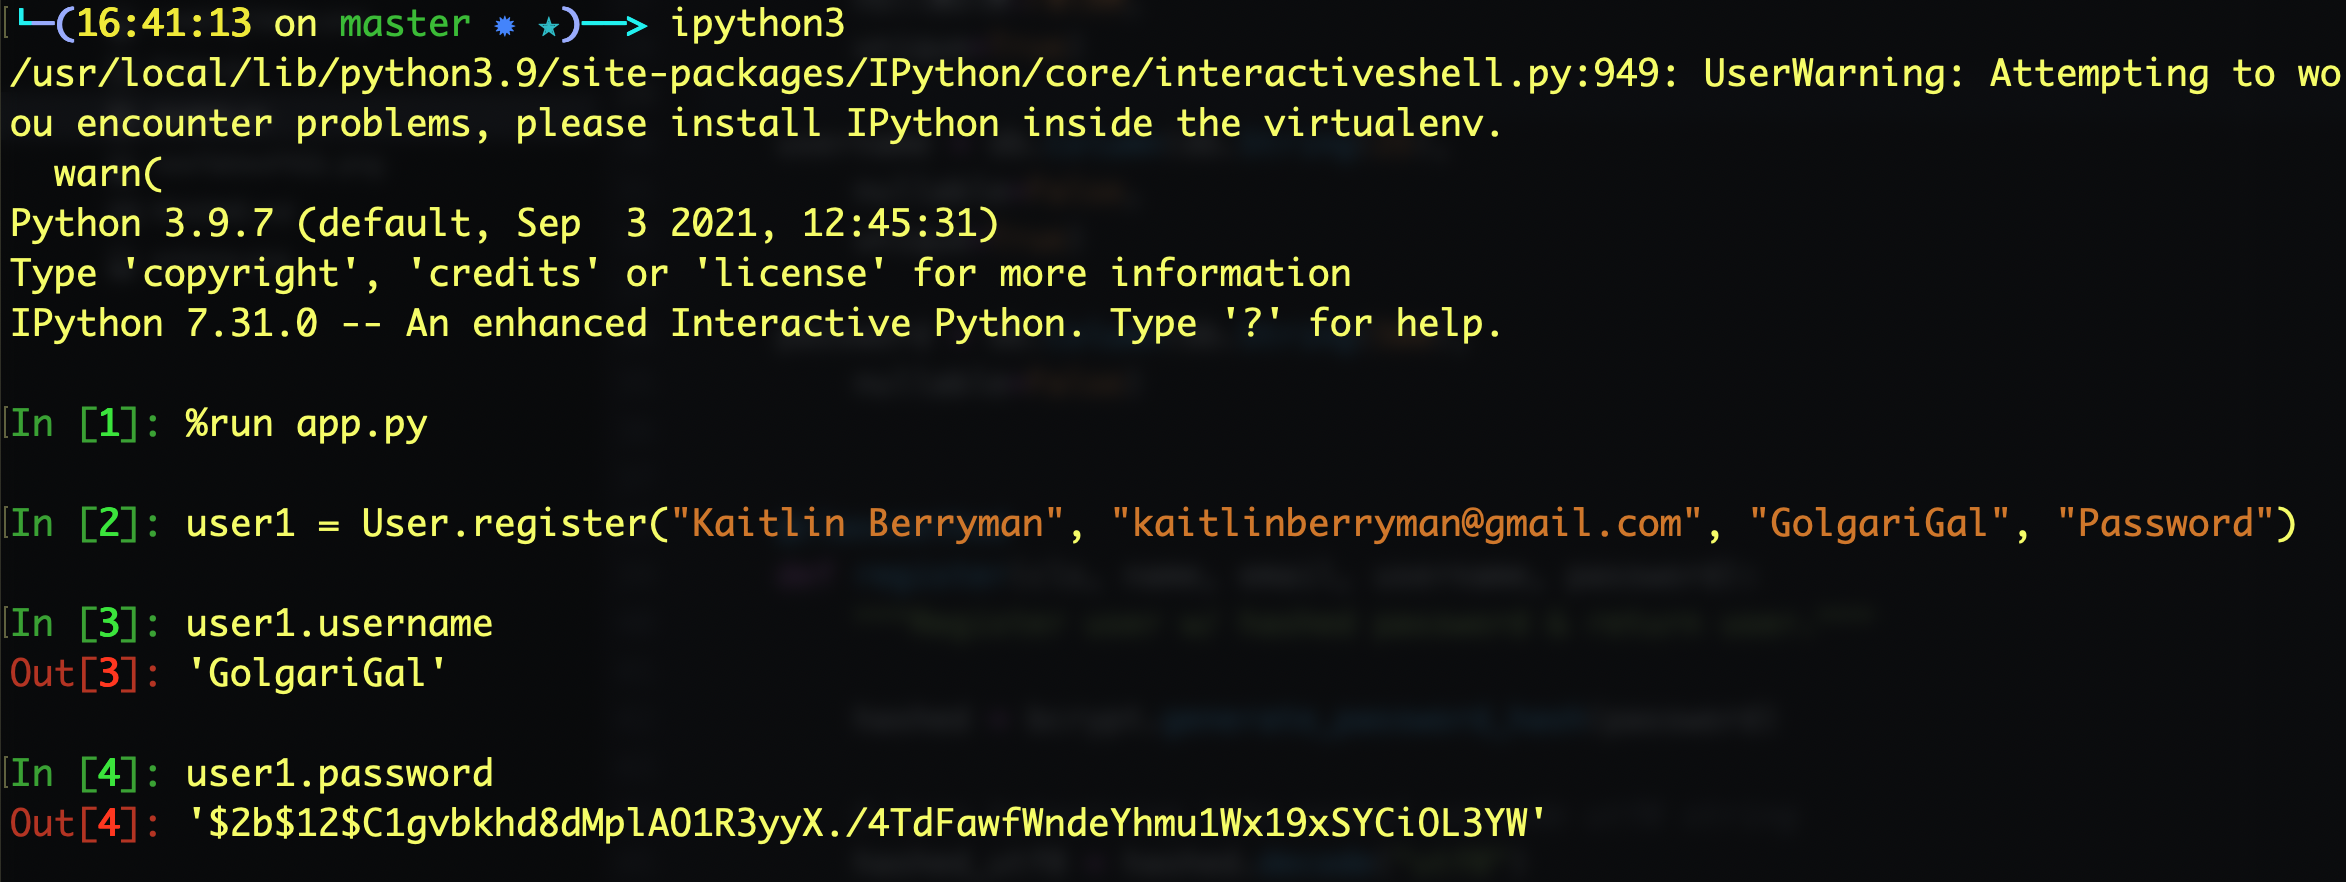 └─(16:41:13 on master ✹ ★)──> ipython3
/usr/local/lib/python3.9/site-packages/IPython/core/interactiveshell.py:949: UserWarning: Attempting to wo
ou encounter problems, please install IPython inside the virtualenv.
  warn(
Python 3.9.7 (default, Sep  3 2021, 12:45:31)
Type 'copyright', 'credits' or 'license' for more information
IPython 7.31.0 -- An enhanced Interactive Python. Type '?' for help.
In [1]: %run app.py
In [2]: user1 = User.register("Kaitlin Berryman", "kaitlinberryman@gmail.com", "GolgariGal", "Password")
In [3]: user1.username
Out[3]: 'GolgariGal'
In [4]: user1.password
Out[4]: '$2b$12$C1gvbkhd8dMplAO1R3yyX./4TdFawfWndeYhmu1Wx19xSYCiOL3YW'